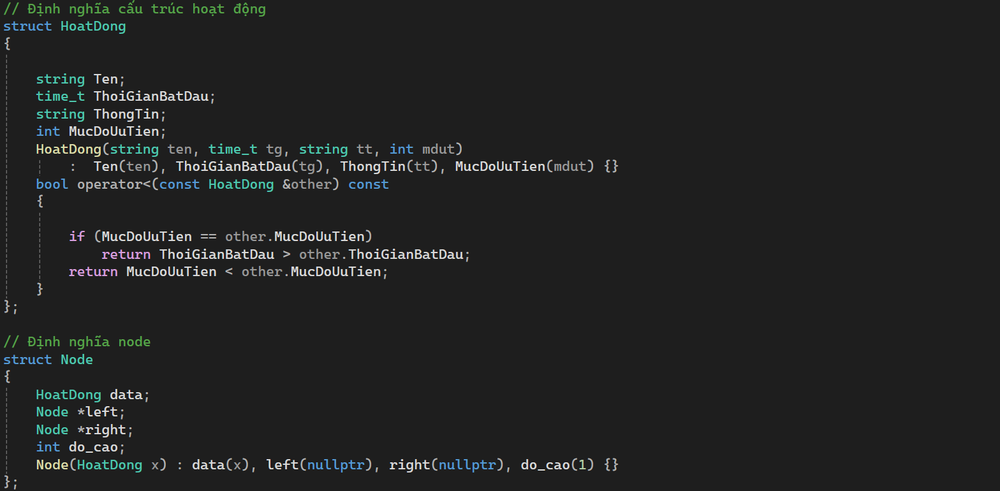 // Định nghĩa cấu trúc hoạt động
struct HoatDong
{
string Ten;
time_t ThoiGianBatDau;
string ThongTin;
int MucDoUuTien;
HoatDong(string ten, time_t tg, string tt, int mdut)
: Ten(ten), ThoiGianBatDau(tg), ThongTin(tt), MucDoUuTien(mdut) {}
bool operator<(const HoatDong &other) const
{
if (MucDoUuTien == other.MucDoUuTien)
return ThoiGianBatDau > other.ThoiGianBatDau;
return MucDoUuTien < other.MucDoUuTien;
}
};
// Định nghĩa node
struct Node
{
HoatDong data;
Node *left;
Node *right;
int do_cao;
Node(HoatDong x) : data(x), left(nullptr), right(nullptr), do_cao(1) {}
};